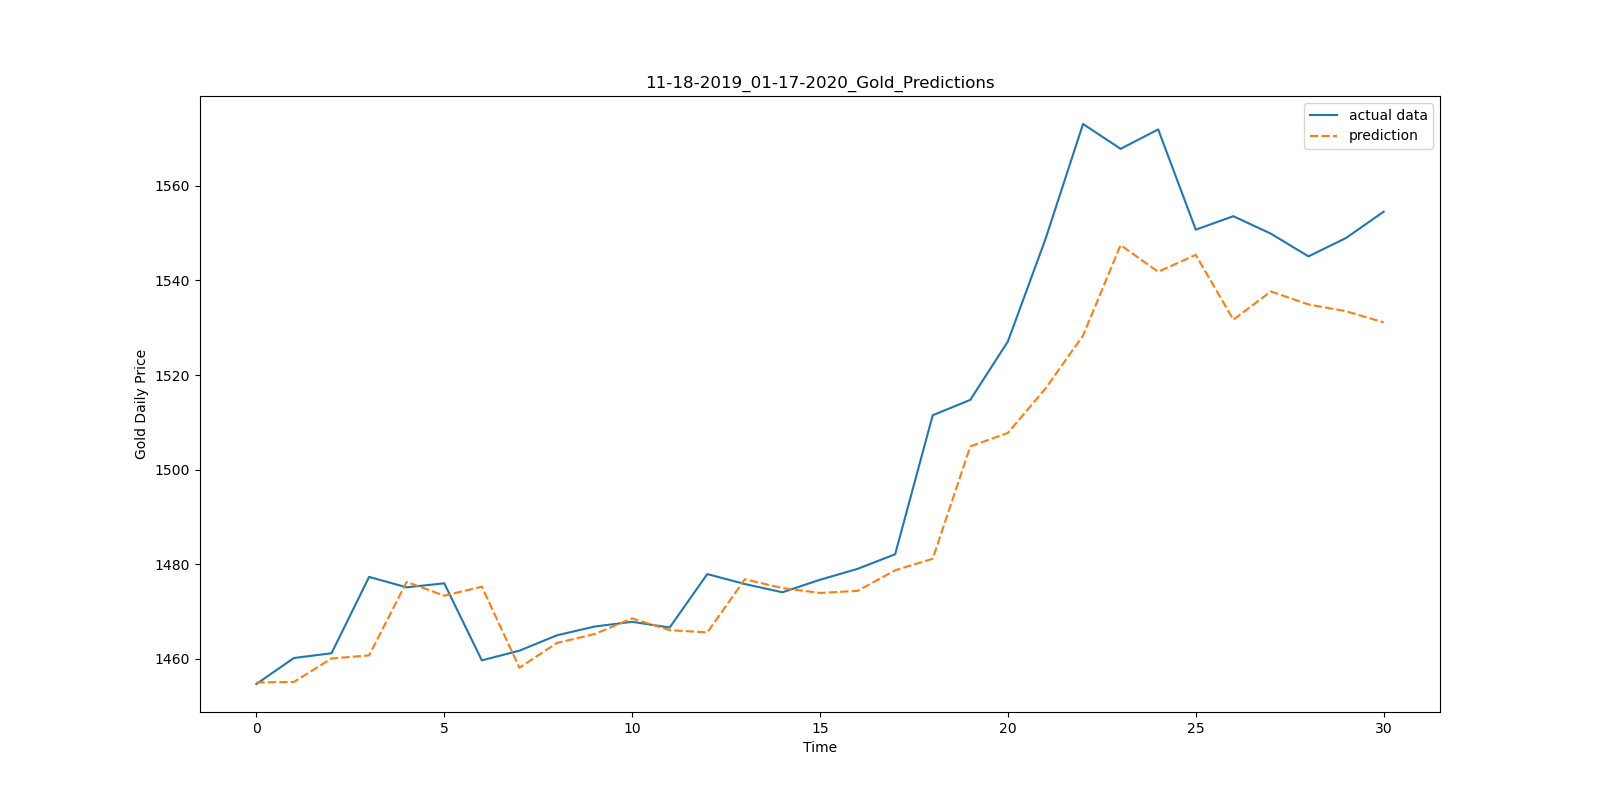 11-18-2019_01-17-2020_Gold_Predictions
actual data
prediction
1560
1540
1520
1500
1480
1460
Gold Daily Price
0 5 10 15 20 25 30
Time